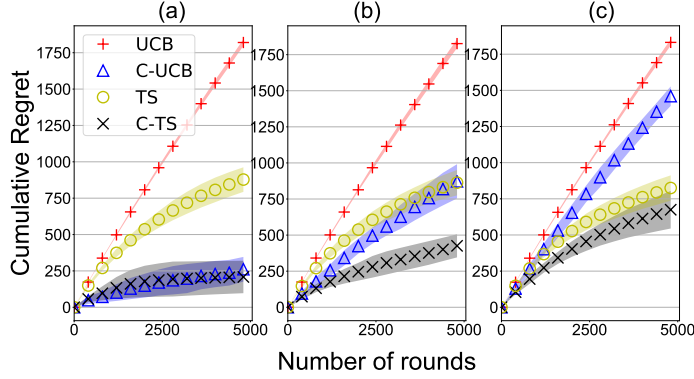 (a) (b) (c)
Cumulative Regret
1750 1750 1750
1500 1500 1500
1250 1250 1250
1000 1000 1000
750 750 750
500 500 500
250 250 250
0 0 0
UCB
C-UCB
TS
C-TS
0 2500 5000 0 2500 5000 0 2500 5000
Number of rounds